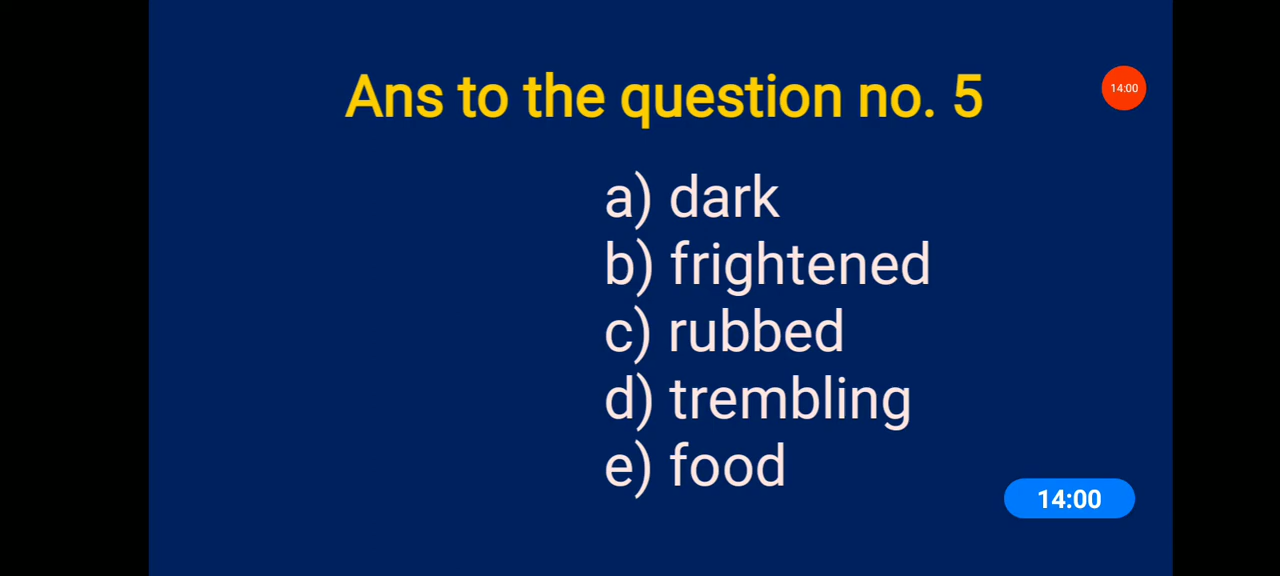 Ans to the question no. 5
14:00
a) dark
b) frightened
c) rubbed
d) trembling
e) food
14:00